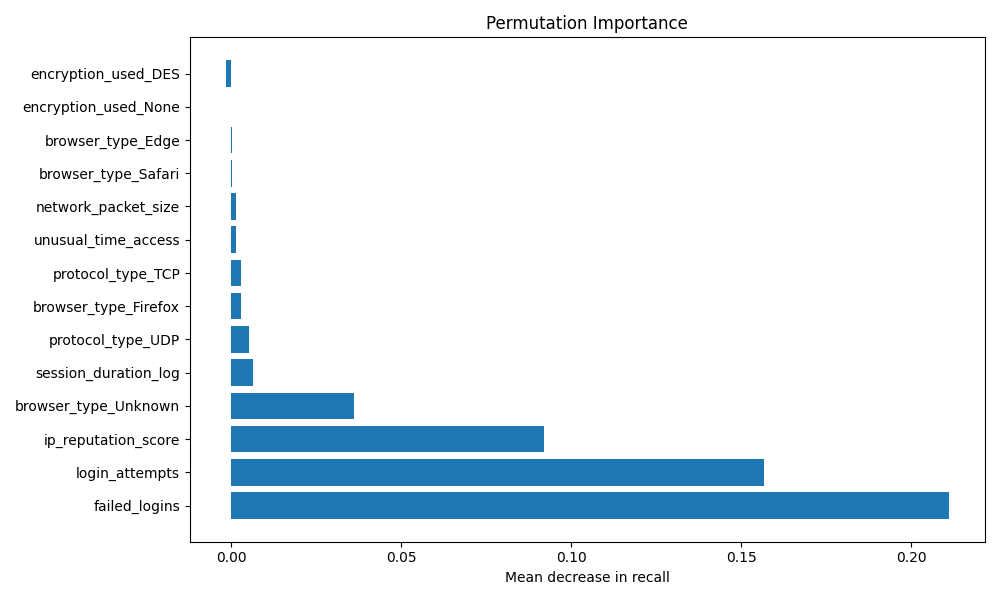 Permutation Importance
encryption_used_DES
encryption_used_None
browser_type_Edge
browser_type_Safari
network_packet_size
unusual_time_access
protocol_type_TCP
browser_type_Firefox
protocol_type_UDP
session_duration_log
browser_type_Unknown
ip_reputation_score
login_attempts
failed_logins
0.00 0.05 0.10 0.15 0.20
Mean decrease in recall